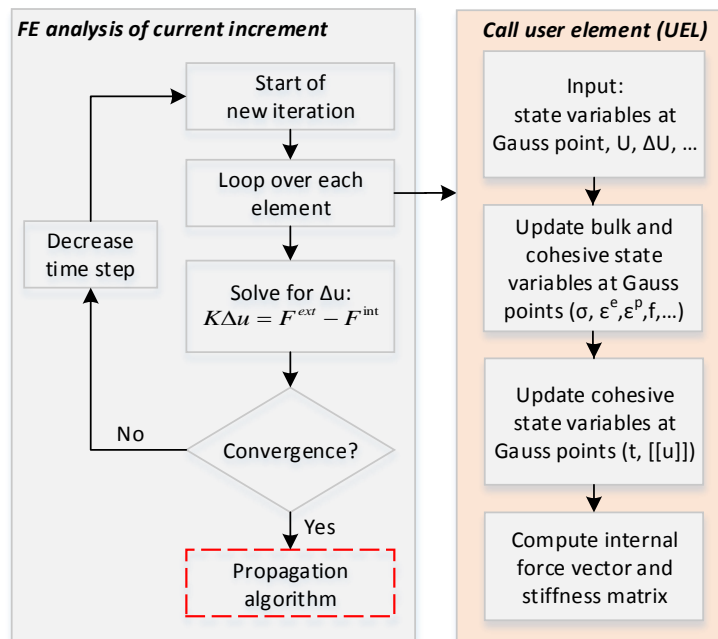 FE analysis of current increment
Start of
new iteration
Loop over each
element
Decrease
time step
Solve for Δu:
KΔu = F^ext − F^int
No
Convergence?
Yes
Propagation
algorithm
Call user element (UEL)
Input:
state variables at
Gauss point, U, ΔU, …
Update bulk and
cohesive state
variables at Gauss
points (σ, εᵉ,εᵖ,f,…)
Update cohesive
state variables at
Gauss points (t, [[u]])
Compute internal
force vector and
stiffness matrix